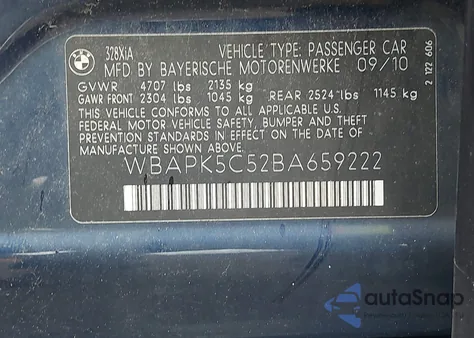 BMW
328XiA
VEHICLE TYPE: PASSENGER CAR
MFD BY BAYERISCHE MOTORENWERKE 09/10
GVWR 4707 lbs 2135 kg
GAWR FRONT 2304 lbs 1045 kg REAR 2524 lbs 1145 kg
THIS VEHICLE CONFORMS TO ALL APPLICABLE U.S.
FEDERAL MOTOR VEHICLE SAFETY, BUMPER AND THEFT
PREVENTION STANDARDS IN EFFECT ON THE DATE OF
MANUFACTURE SHOWN ABOVE.
WBAPK5C52BA659222
2 122 606
autoSnap